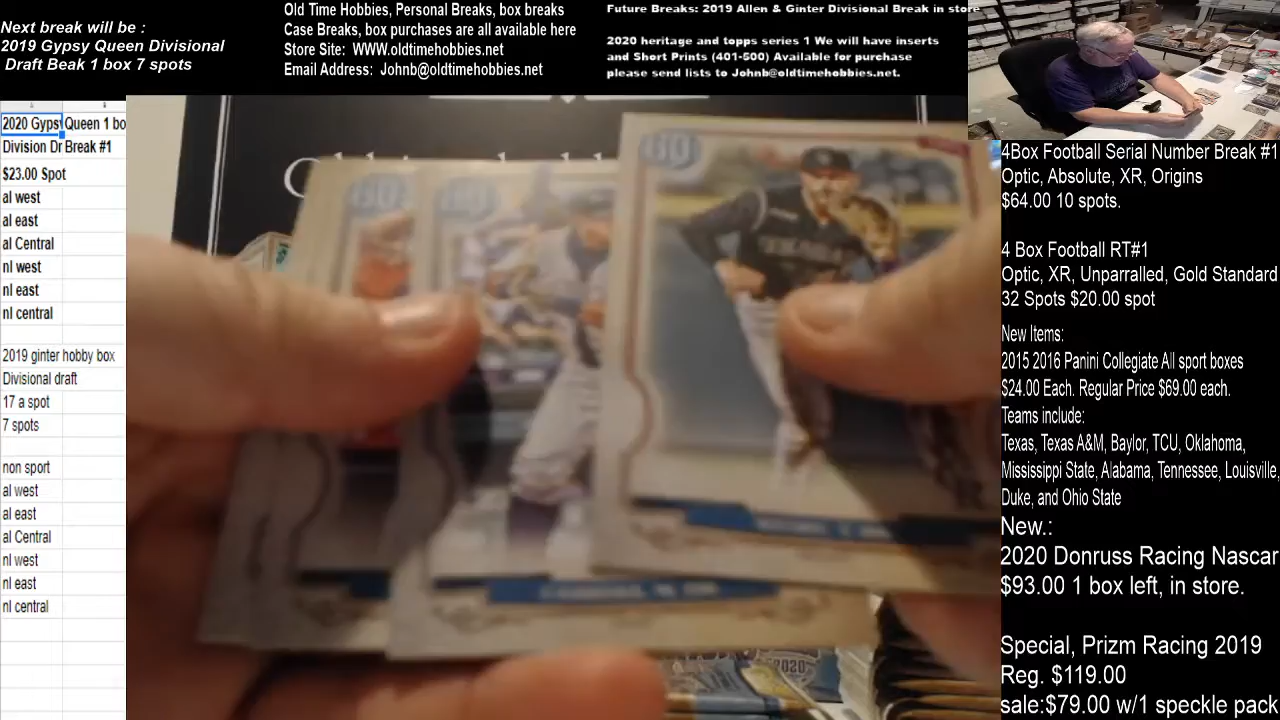 Next break will be :
2019 Gypsy Queen Divisional
Draft Beak 1 box 7 spots
Old Time Hobbies, Personal Breaks, box breaks
Case Breaks, box purchases are all available here
Store Site: WWW.oldtimehobbies.net
Email Address: Johnb@oldtimehobbies.net
Future Breaks: 2019 Allen & Ginter Divisional Break in store
2020 heritage and topps series 1 We will have inserts
and Short Prints (401-500) Available for purchase
please send lists to Johnb@oldtimehobbies.net.
2020 Gypsy Queen 1 bo
Division Dr Break #1
$23.00 Spot
al west
al east
al Central
nl west
nl east
nl central
2019 ginter hobby box
Divisional draft
17 a spot
7 spots
non sport
al west
al east
al Central
nl west
nl east
nl central
4Box Football Serial Number Break #1
Optic, Absolute, XR, Origins
$64.00 10 spots.
4 Box Football RT#1
Optic, XR, Unparralled, Gold Standard
32 Spots $20.00 spot
New Items:
2015 2016 Panini Collegiate All sport boxes
$24.00 Each. Regular Price $69.00 each.
Teams include:
Texas, Texas A&M, Baylor, TCU, Oklahoma,
Mississippi State, Alabama, Tennessee, Louisville,
Duke, and Ohio State
New.:
2020 Donruss Racing Nascar
$93.00 1 box left, in store.
Special, Prizm Racing 2019
Reg. $119.00
sale:$79.00 w/1 speckle pack
GQ
2020